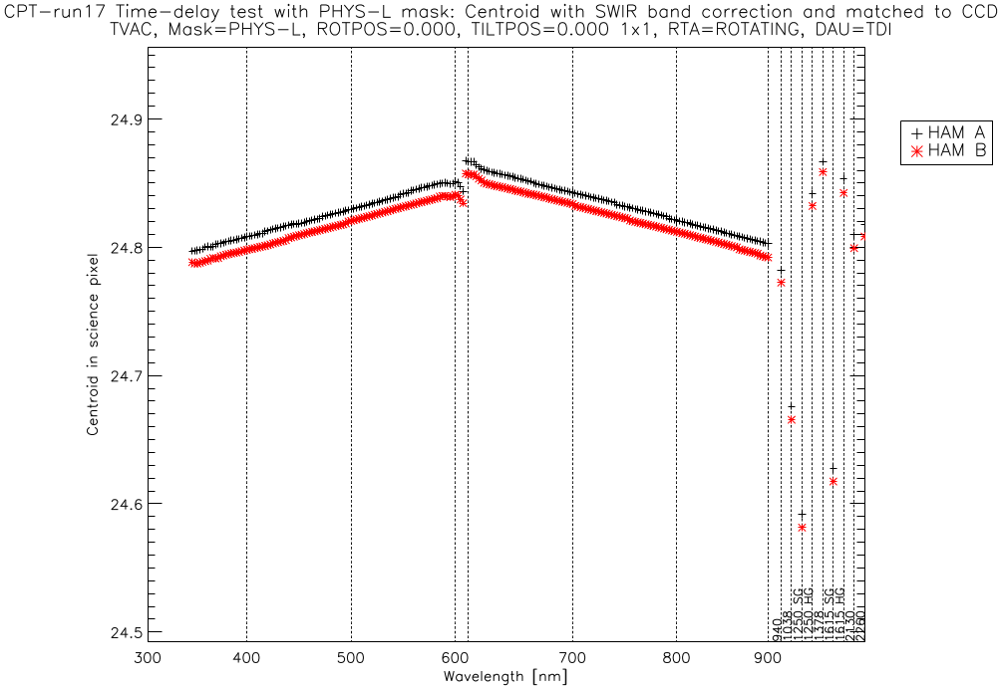 CPT-run17 Time-delay test with PHYS-L mask: Centroid with SWIR band correction and matched to CCD
TVAC, Mask=PHYS-L, ROTPOS=0.000, TILTPOS=0.000 1x1, RTA=ROTATING, DAU=TDI
HAM A
HAM B
24.9
24.8
24.7
24.6
24.5
Centroid in science pixel
940
1038
1250 SG
1250 HG
1378
1615 SG
1615 HG
2130
2260
300
400
500
600
700
800
900
Wavelength [nm]